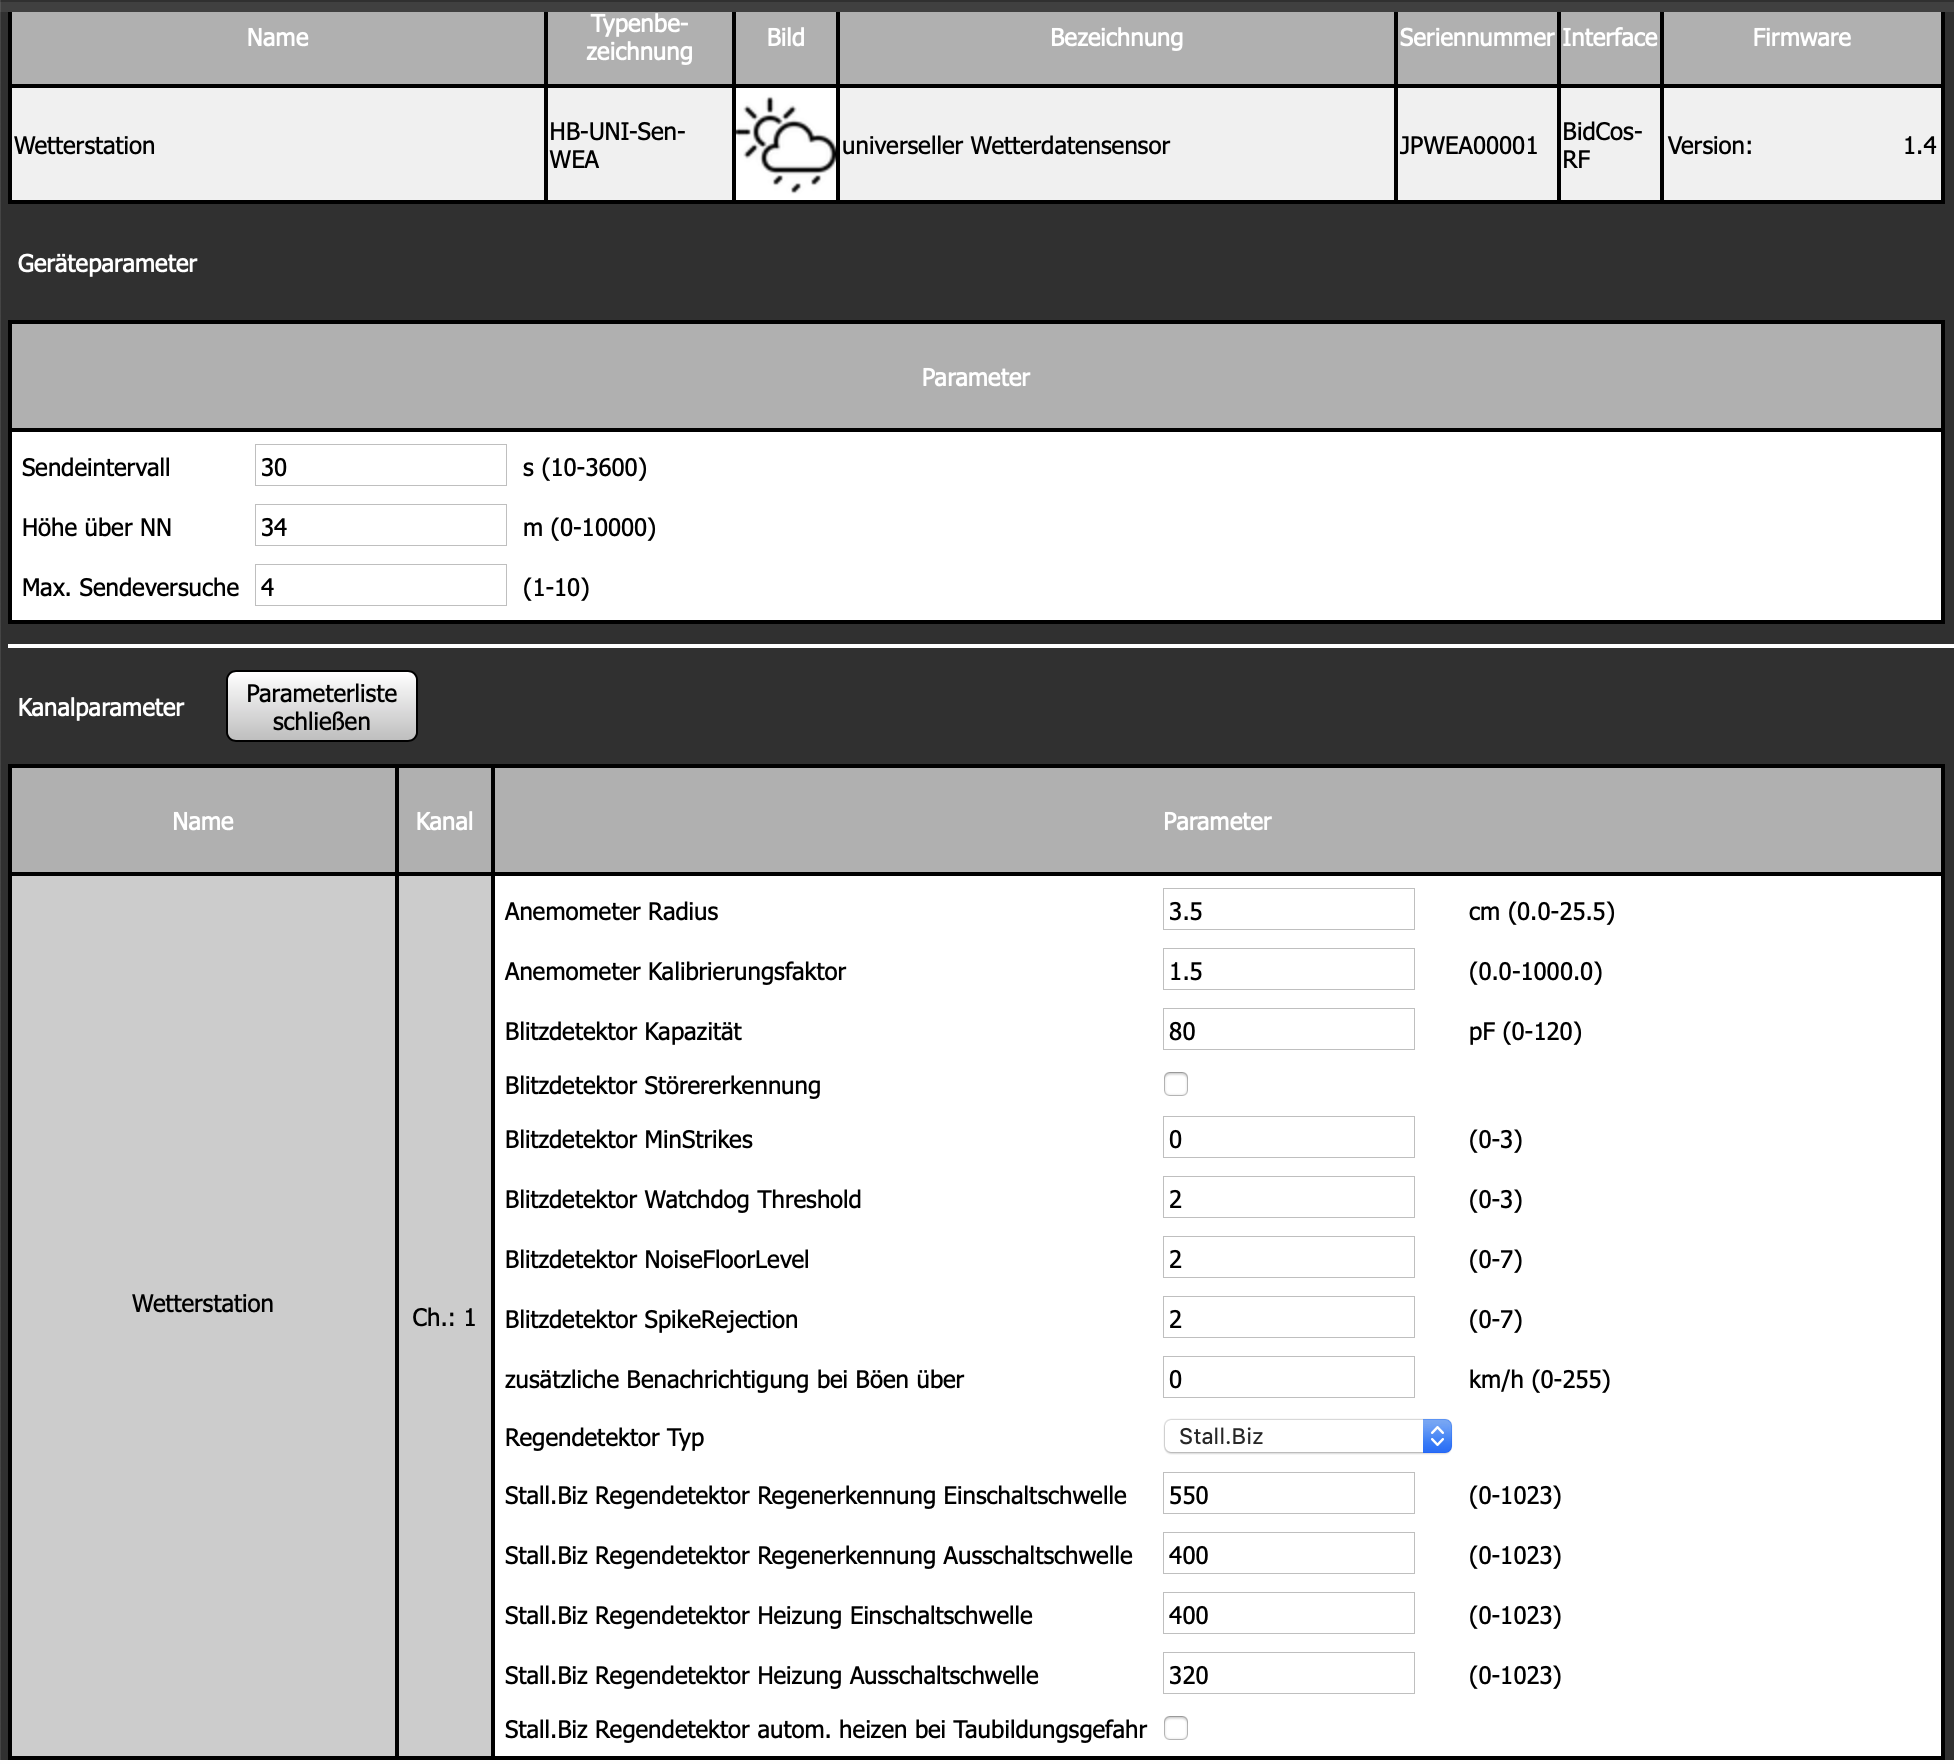 Name Typenbe-
zeichnung Bild Bezeichnung Seriennummer Interface Firmware
Wetterstation HB-UNI-Sen-
WEA universeller Wetterdatensensor JPWEA00001 BidCos-
RF Version: 1.4
Geräteparameter
Parameter
Sendeintervall 30 s (10-3600)
Höhe über NN 34 m (0-10000)
Max. Sendeversuche 4 (1-10)
Kanalparameter Parameterliste
schließen
Name Kanal Parameter
Wetterstation Ch.: 1
Anemometer Radius 3.5 cm (0.0-25.5)
Anemometer Kalibrierungsfaktor 1.5 (0.0-1000.0)
Blitzdetektor Kapazität 80 pF (0-120)
Blitzdetektor Störererkennung
Blitzdetektor MinStrikes 0 (0-3)
Blitzdetektor Watchdog Threshold 2 (0-3)
Blitzdetektor NoiseFloorLevel 2 (0-7)
Blitzdetektor SpikeRejection 2 (0-7)
zusätzliche Benachrichtigung bei Böen über 0 km/h (0-255)
Regendetektor Typ Stall.Biz
Stall.Biz Regendetektor Regenerkennung Einschaltschwelle 550 (0-1023)
Stall.Biz Regendetektor Regenerkennung Ausschaltschwelle 400 (0-1023)
Stall.Biz Regendetektor Heizung Einschaltschwelle 400 (0-1023)
Stall.Biz Regendetektor Heizung Ausschaltschwelle 320 (0-1023)
Stall.Biz Regendetektor autom. heizen bei Taubildungsgefahr